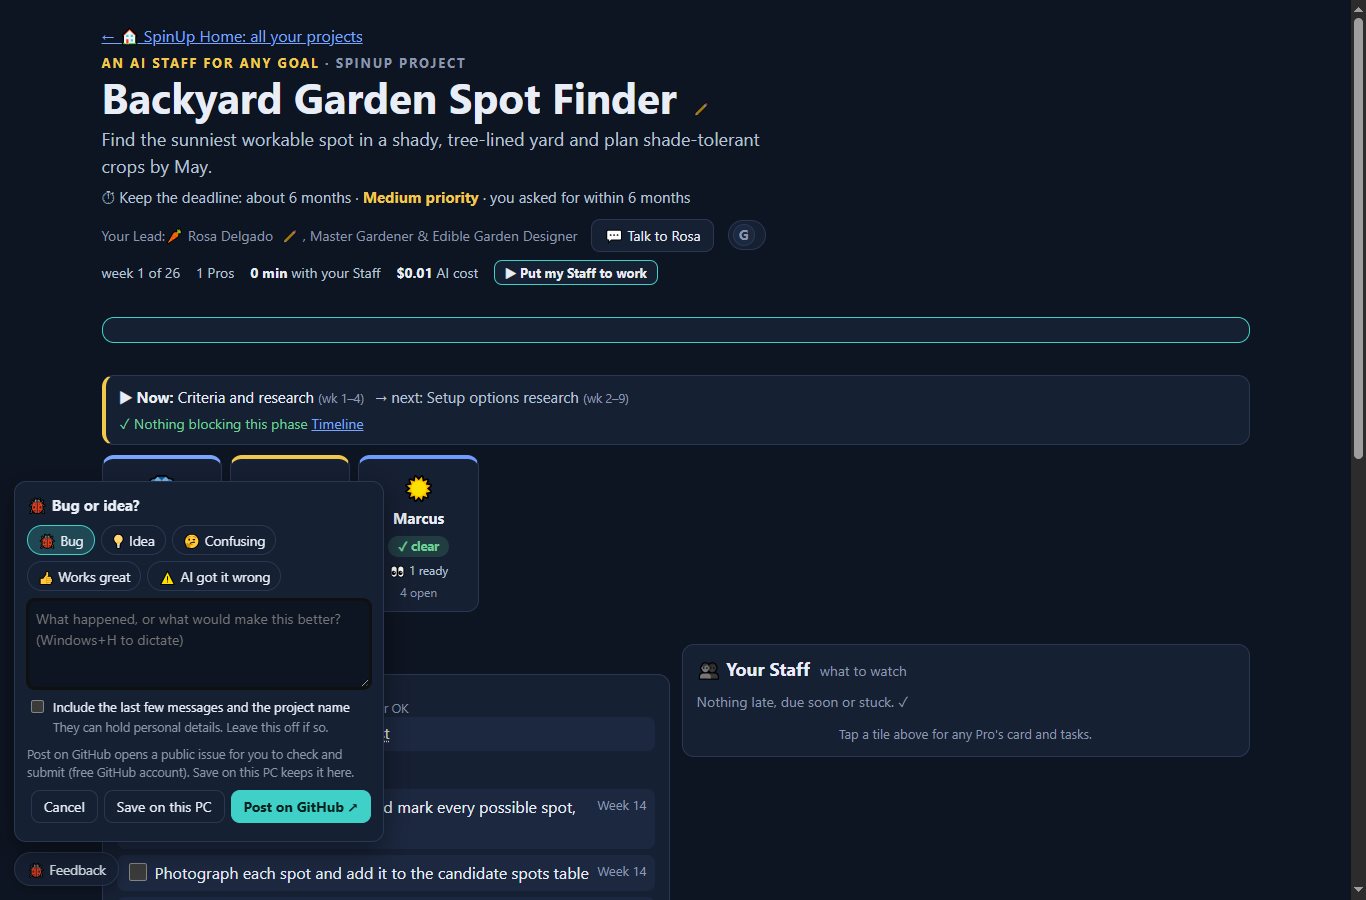 ← 🏠 SpinUp Home: all your projects
AN AI STAFF FOR ANY GOAL · SPINUP PROJECT
Backyard Garden Spot Finder
Find the sunniest workable spot in a shady, tree-lined yard and plan shade-tolerant
crops by May.
⏱ Keep the deadline: about 6 months · Medium priority · you asked for within 6 months
Your Lead: 🥕 Rosa Delgado ✏ , Master Gardener & Edible Garden Designer 💬 Talk to Rosa G
week 1 of 26 1 Pros 0 min with your Staff $0.01 AI cost ▶ Put my Staff to work
▶ Now: Criteria and research (wk 1–4) → next: Setup options research (wk 2–9)
✓ Nothing blocking this phase Timeline
Marcus
✓ clear
👀 1 ready
4 open
🐞 Bug or idea?
🐞 Bug 💡 Idea 😕 Confusing
👍 Works great ⚠ AI got it wrong
What happened, or what would make this better?
(Windows+H to dictate)
Include the last few messages and the project name
They can hold personal details. Leave this off if so.
Post on GitHub opens a public issue for you to check and
submit (free GitHub account). Save on this PC keeps it here.
Cancel Save on this PC Post on GitHub ↗
🐞 Feedback
Your Staff what to watch
Nothing late, due soon or stuck. ✓
Tap a tile above for any Pro's card and tasks.
OK
mark every possible spot, Week 14
Photograph each spot and add it to the candidate spots table Week 14